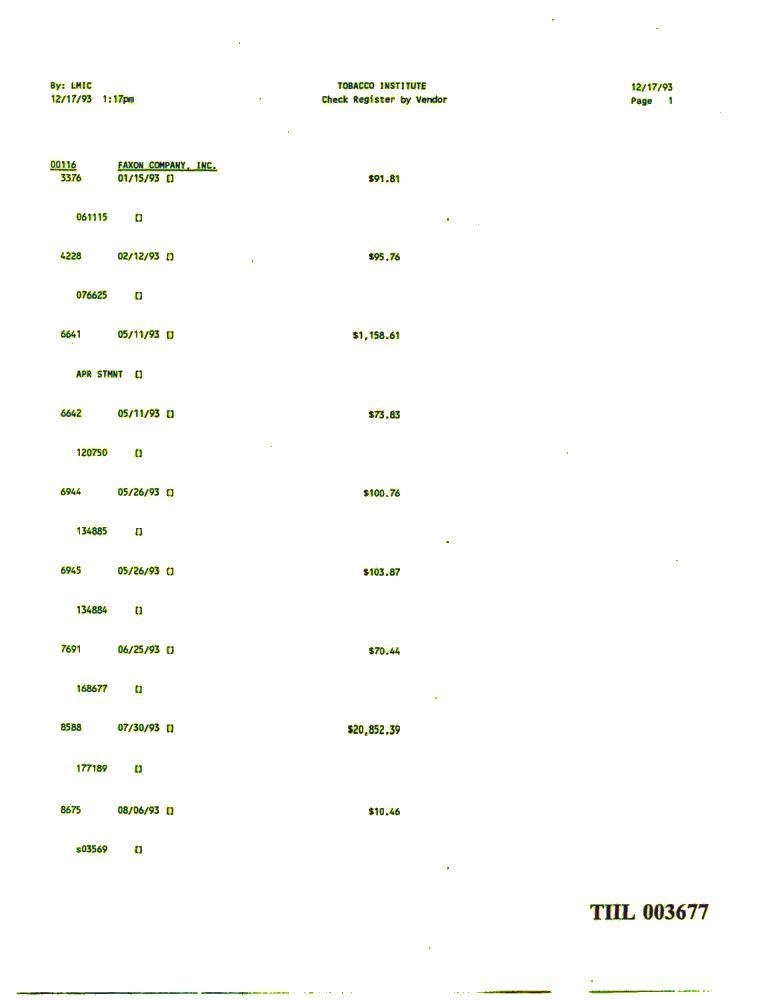 By: LMIC TOBACCO INSTITUTE 12/17/93
12/17/93 1:17pm Check Register by Vendor Page 1
00116 FAXON COMPANY, INC.
3376 01/15/93 [] $91.81
061115 []
4228 02/12/93 [] $95.76
076625 []
6641 05/11/93 [] $1,158.61
APR STMNT []
6642 05/11/93 [] $73.83
120750 []
6944 05/26/93 [] $100.76
134885 []
6945 05/26/93 [] $103.87
134884 []
7691 06/25/93 [] $70.44
168677 []
8588 07/30/93 [] $20,852.39
177189 []
8675 08/06/93 [] $10.46
s03569 []
TIIL 003677